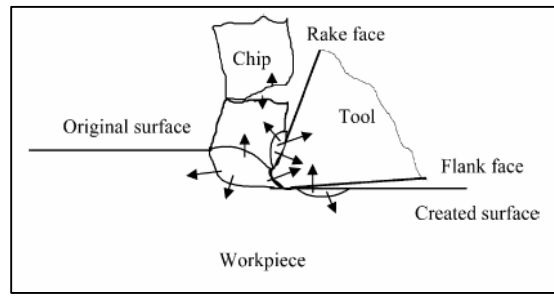 Rake face
Chip
Tool
Original surface
Flank face
Created surface
Workpiece